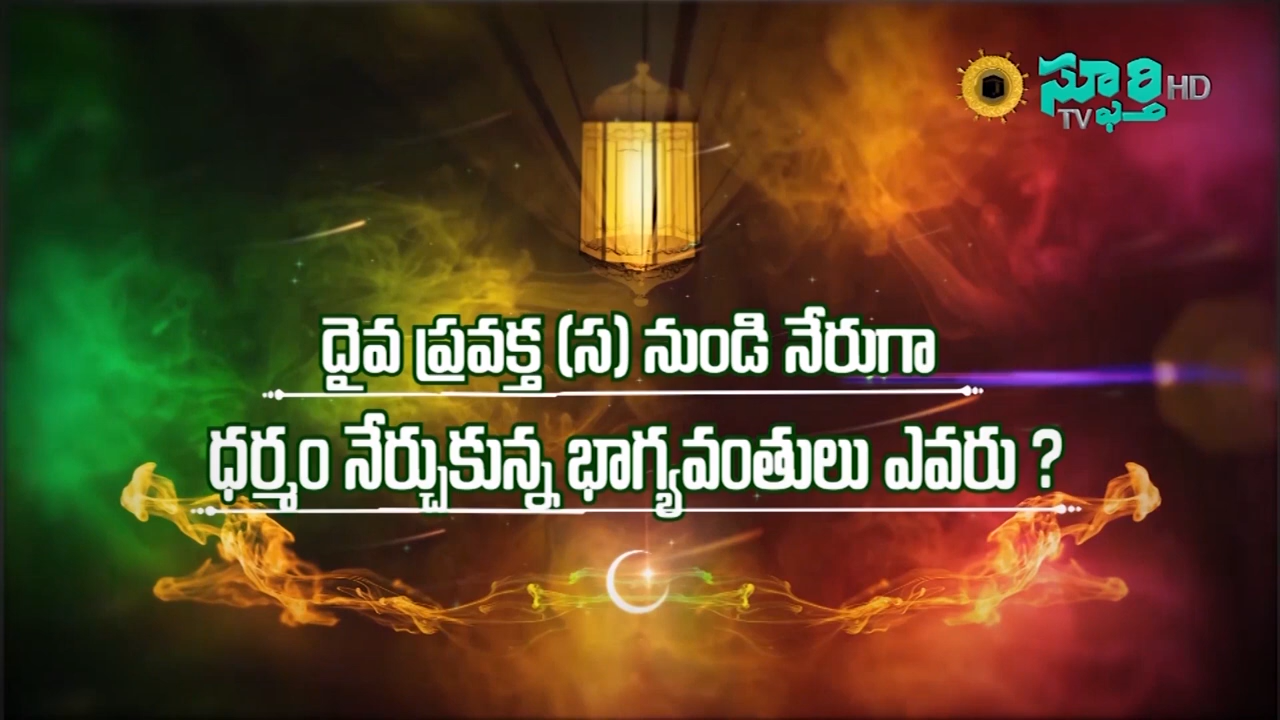 స్ఫూర్తి HD
TV
దైవ ప్రవక్త (స) నుండి నేరుగా
ధర్మం నేర్చుకున్న భాగ్యవంతులు ఎవరు ?